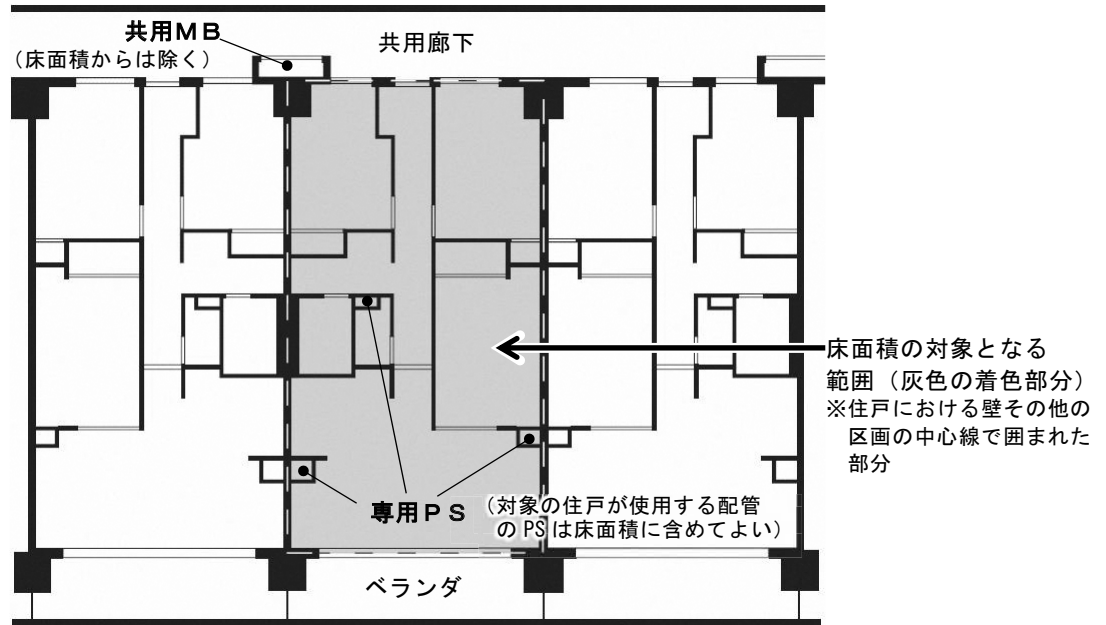 共用ＭＢ
（床面積からは除く）
共用廊下
床面積の対象となる
範囲（灰色の着色部分）
※住戸における壁その他の
区画の中心線で囲まれた
部分
専用ＰＳ
（対象の住戸が使用する配管
のPSは床面積に含めてよい）
ベランダ